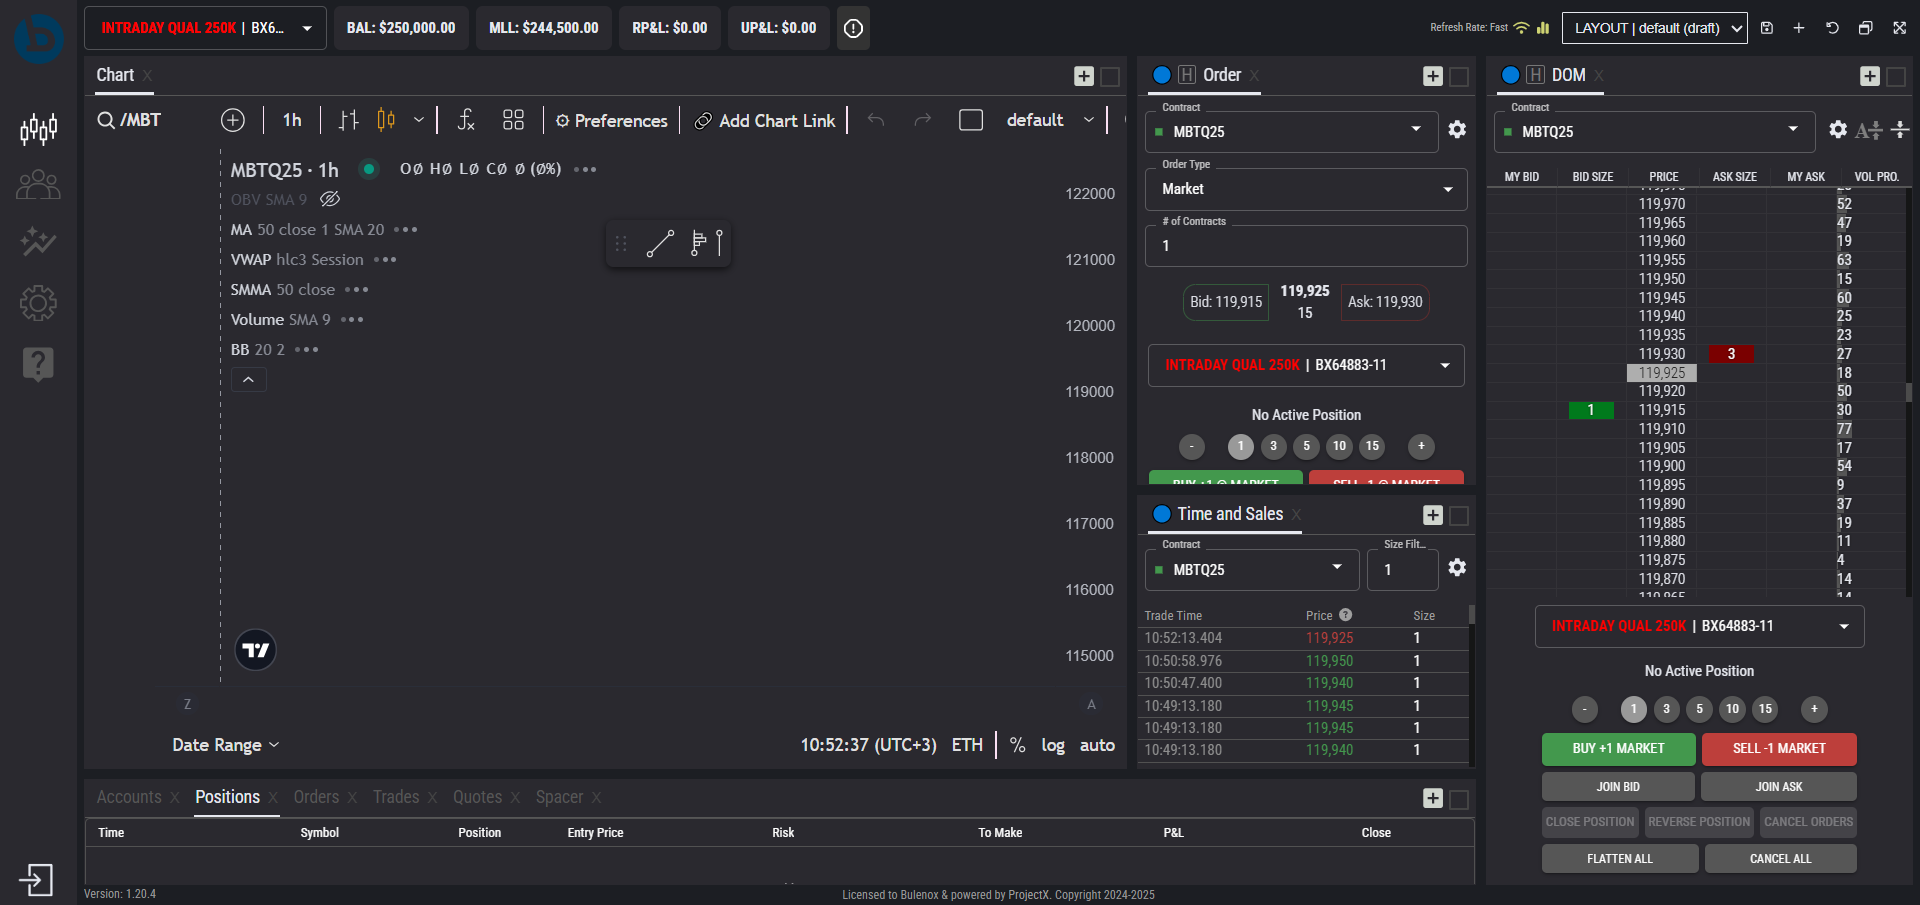 INTRADAY QUAL 250K | BX6...
BAL: $250,000.00
MLL: $244,500.00
RP&L: $0.00
UP&L: $0.00
Refresh Rate: Fast
LAYOUT | default (draft)
Chart X
/MBT
1h
Preferences
Add Chart Link
default
MBTQ25 · 1h
OØ HØ LØ CØ Ø (0%)
OBV SMA 9
MA 50 close 1 SMA 20
VWAP hlc3 Session
SMMA 50 close
Volume SMA 9
BB 20 2
122000
121000
120000
119000
118000
117000
116000
115000
Z
A
Date Range
10:52:37 (UTC+3) ETH % log auto
H Order X
Contract
MBTQ25
Order Type
Market
# of Contracts
1
Bid: 119,915
119,925
15
Ask: 119,930
INTRADAY QUAL 250K | BX64883-11
No Active Position
- 1 3 5 10 15 +
BUY +1 @ MARKET
SELL -1 @ MARKET
Time and Sales X
Contract
MBTQ25
Size Filt...
1
Trade Time Price Size
10:52:13.404 119,925 1
10:50:58.976 119,950 1
10:50:47.400 119,940 1
10:49:13.180 119,945 1
10:49:13.180 119,945 1
10:49:13.180 119,940 1
H DOM X
Contract
MBTQ25
MY BID BID SIZE PRICE ASK SIZE MY ASK VOL PRO.
119,970 52
119,965 47
119,960 19
119,955 63
119,950 15
119,945 60
119,940 25
119,935 23
119,930 3 27
119,925 18
119,920 50
1 119,915 30
119,910 77
119,905 17
119,900 54
119,895 9
119,890 37
119,885 19
119,880 11
119,875 4
119,870 14
119,865 14
INTRADAY QUAL 250K | BX64883-11
No Active Position
- 1 3 5 10 15 +
BUY +1 MARKET
SELL -1 MARKET
JOIN BID
JOIN ASK
CLOSE POSITION
REVERSE POSITION
CANCEL ORDERS
FLATTEN ALL
CANCEL ALL
Accounts X Positions X Orders X Trades X Quotes X Spacer X
Time Symbol Position Entry Price Risk To Make P&L Close
Version: 1.20.4
Licensed to Bulenox & powered by ProjectX. Copyright 2024-2025